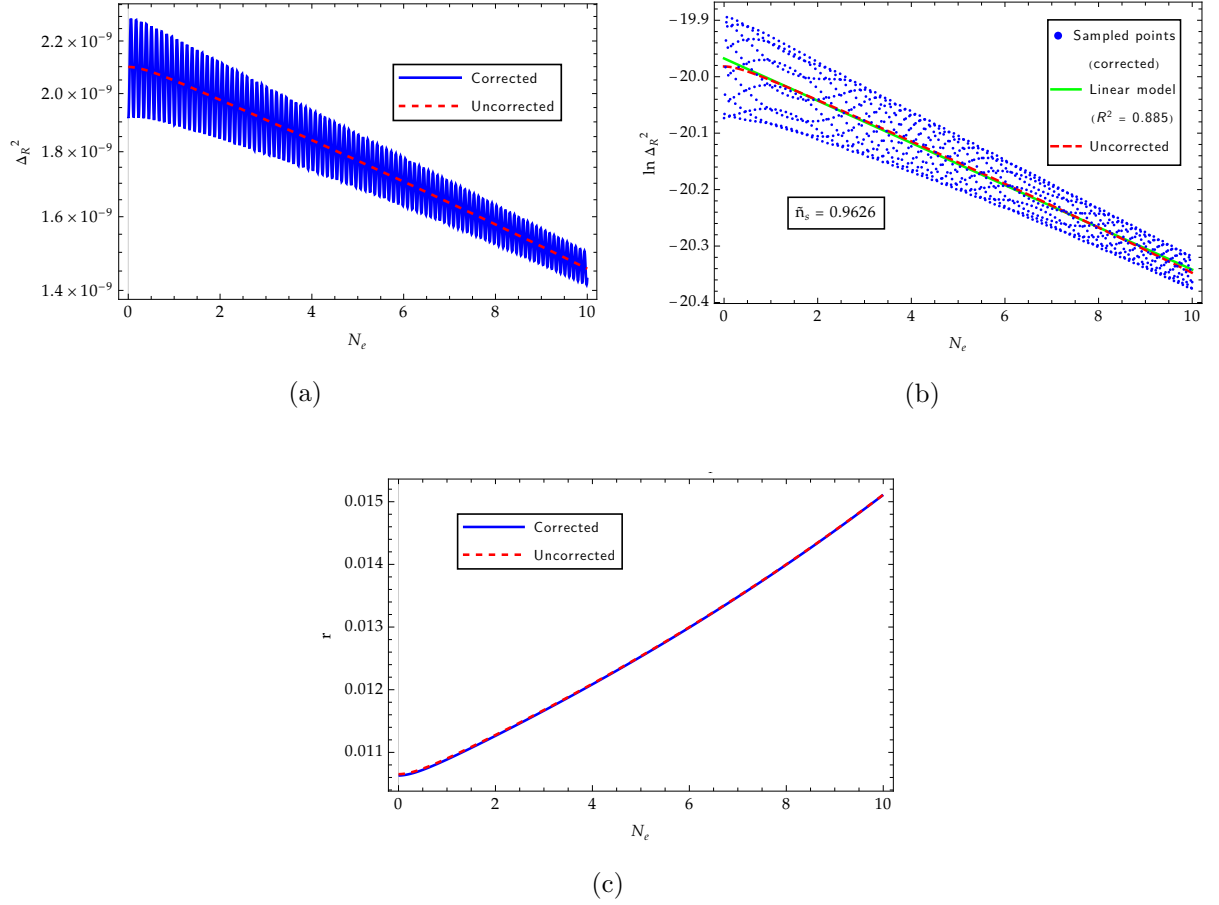 2.2×10⁻⁹
2.0×10⁻⁹
1.8×10⁻⁹
1.6×10⁻⁹
1.4×10⁻⁹
Δ_R²
Corrected
Uncorrected
0 2 4 6 8 10
N_e
(a)
-19.9
-20.0
-20.1
-20.2
-20.3
-20.4
ln Δ_R²
Sampled points
(corrected)
Linear model
(R² = 0.885)
Uncorrected
ñ_s = 0.9626
0 2 4 6 8 10
N_e
(b)
0.015
0.014
0.013
0.012
0.011
r
Corrected
Uncorrected
0 2 4 6 8 10
N_e
(c)